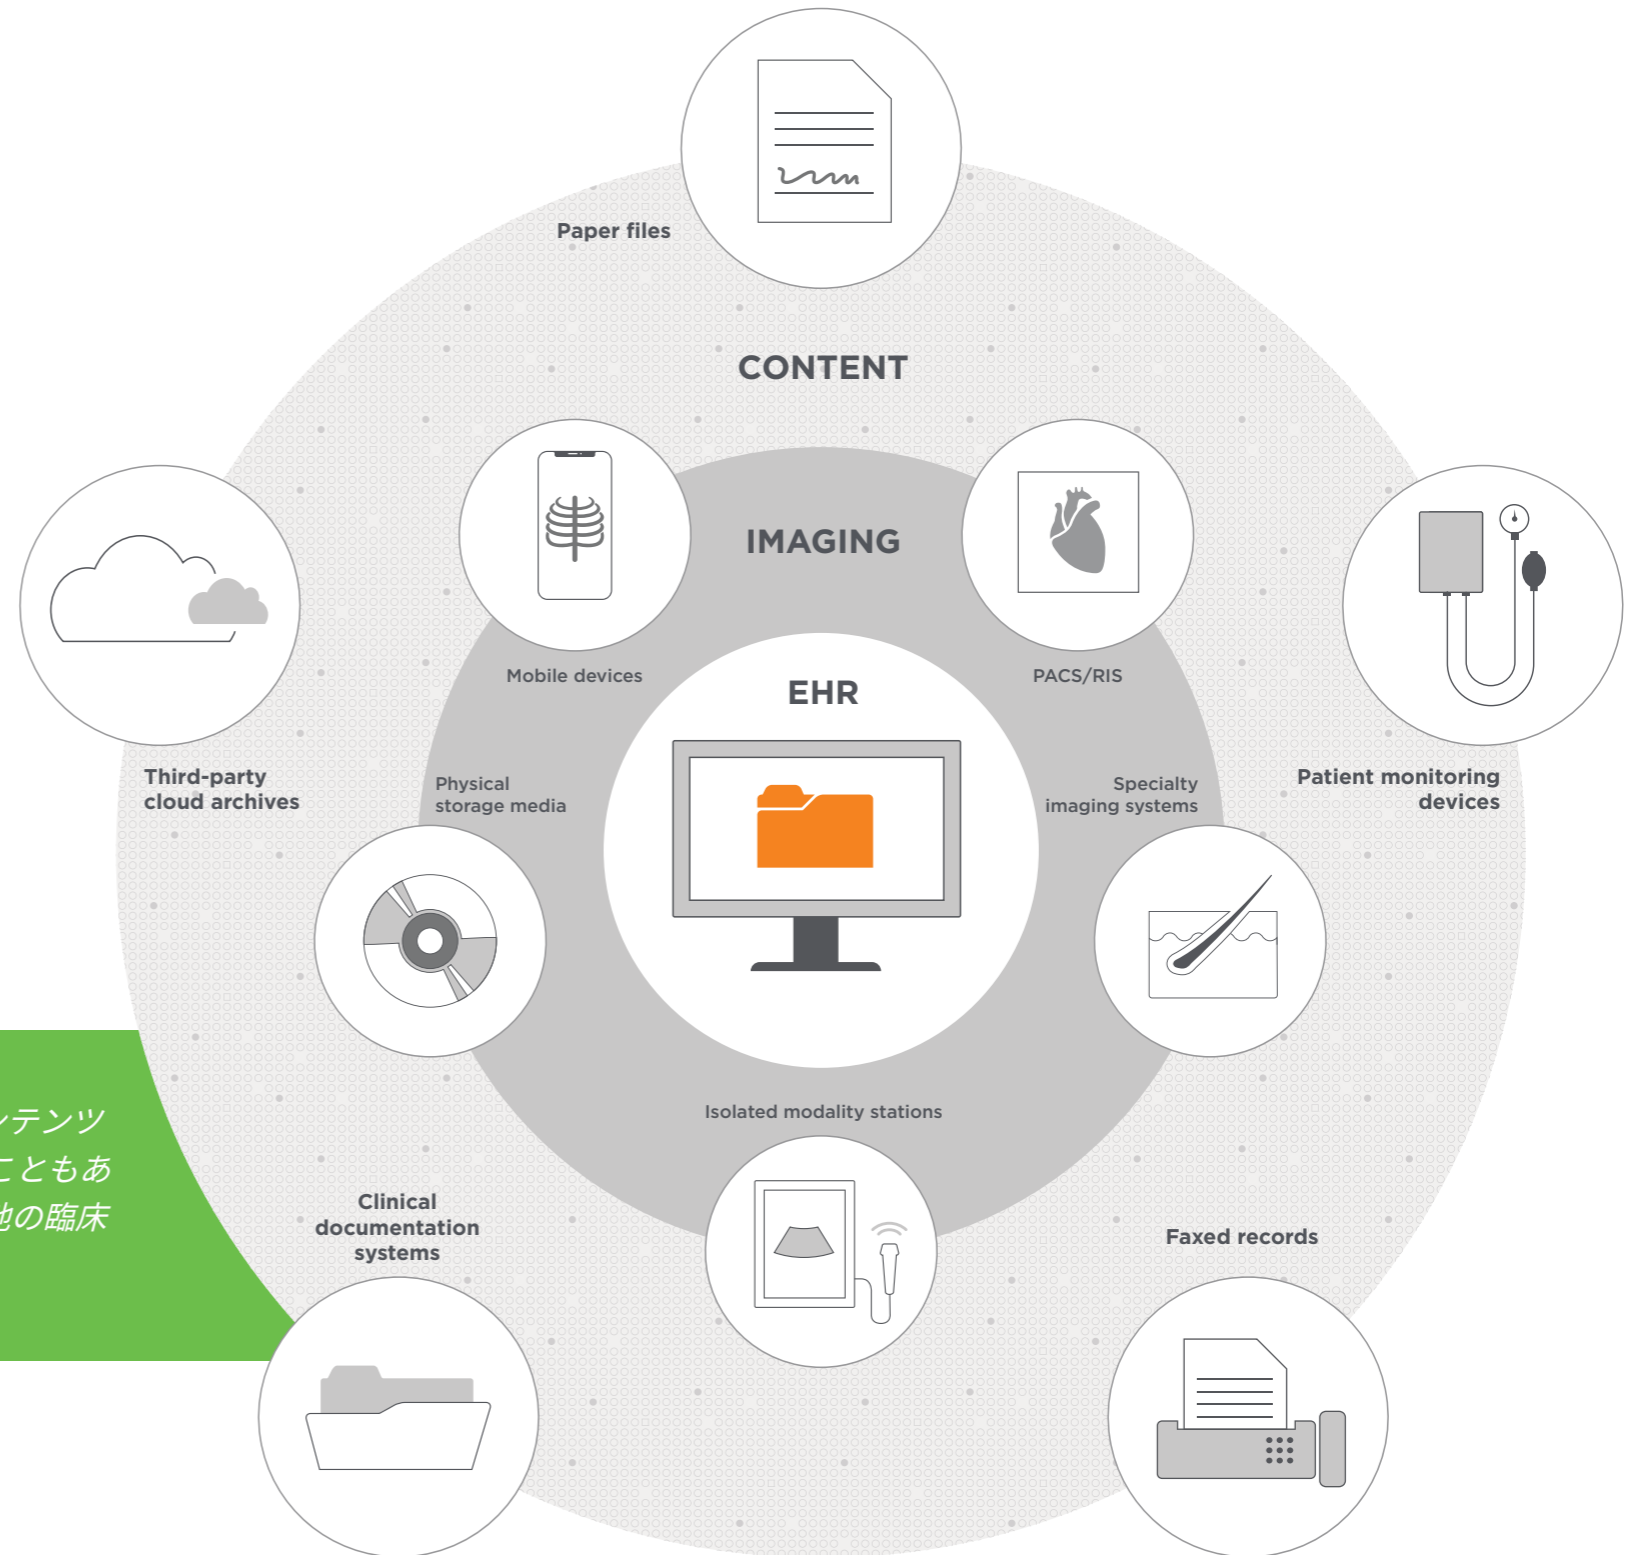 Paper files
CONTENT
IMAGING
Mobile devices
PACS/RIS
EHR
Third-party
cloud archives
Physical
storage media
Specialty
imaging systems
Patient monitoring
devices
Isolated modality stations
ンテンツ
こともあ
他の臨床
Clinical
documentation
systems
Faxed records